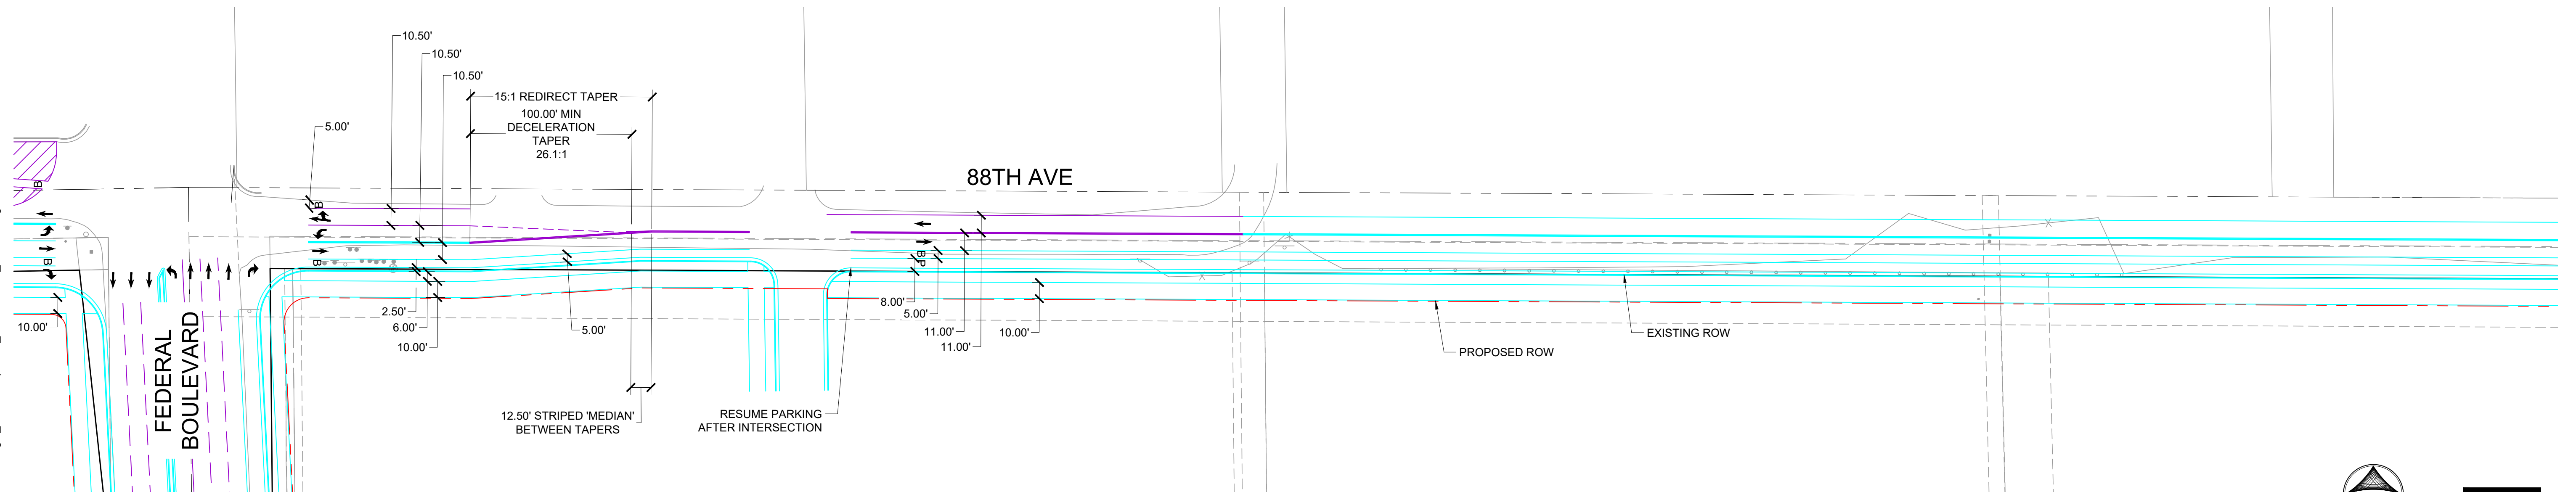 10.50'
10.50'
10.50'
15:1 REDIRECT TAPER
100.00' MIN
DECELERATION
TAPER
26.1:1
5.00'
88TH AVE
B
B
B
B
B
P
10.00'
2.50'
6.00'
10.00'
5.00'
8.00'
5.00'
11.00'
11.00'
10.00'
EXISTING ROW
PROPOSED ROW
FEDERAL
BOULEVARD
12.50' STRIPED 'MEDIAN'
BETWEEN TAPERS
RESUME PARKING
AFTER INTERSECTION